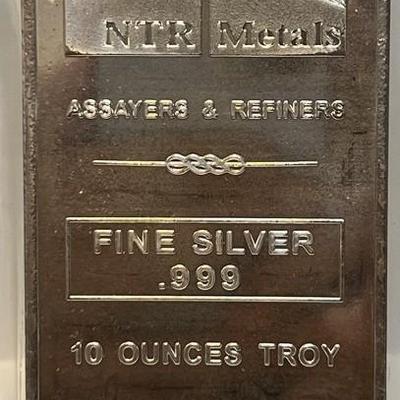 NTR Metals
ASSAYERS & REFINERS
FINE SILVER
.999
10 OUNCES TROY